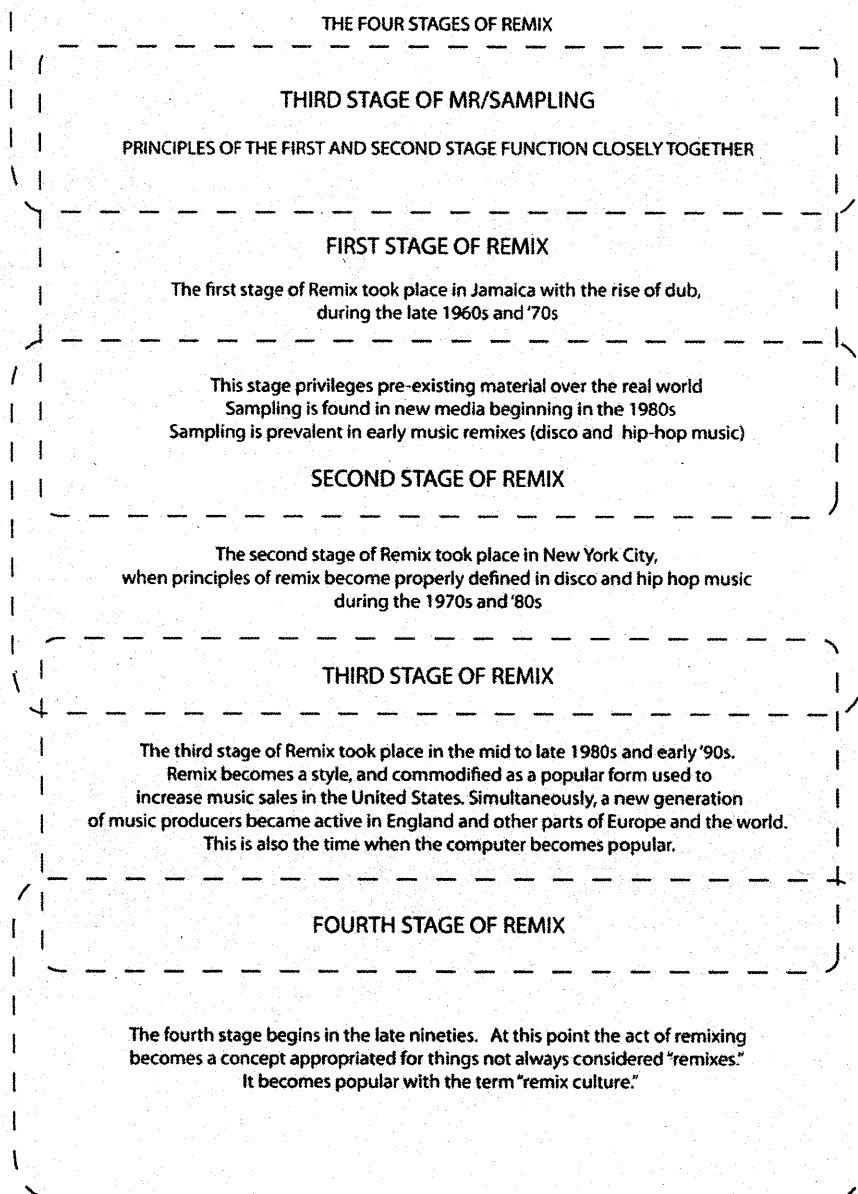 THE FOUR STAGES OF REMIX
THIRD STAGE OF MR/SAMPLING
PRINCIPLES OF THE FIRST AND SECOND STAGE FUNCTION CLOSELY TOGETHER
FIRST STAGE OF REMIX
The first stage of Remix took place in Jamaica with the rise of dub,
during the late 1960s and '70s
This stage privileges pre-existing material over the real world
Sampling is found in new media beginning in the 1980s
Sampling is prevalent in early music remixes (disco and hip-hop music)
SECOND STAGE OF REMIX
The second stage of Remix took place in New York City,
when principles of remix become properly defined in disco and hip hop music
during the 1970s and '80s
THIRD STAGE OF REMIX
The third stage of Remix took place in the mid to late 1980s and early '90s.
Remix becomes a style, and commodified as a popular form used to
increase music sales in the United States. Simultaneously, a new generation
of music producers became active in England and other parts of Europe and the world.
This is also the time when the computer becomes popular.
FOURTH STAGE OF REMIX
The fourth stage begins in the late nineties. At this point the act of remixing
becomes a concept appropriated for things not always considered "remixes."
It becomes popular with the term "remix culture."